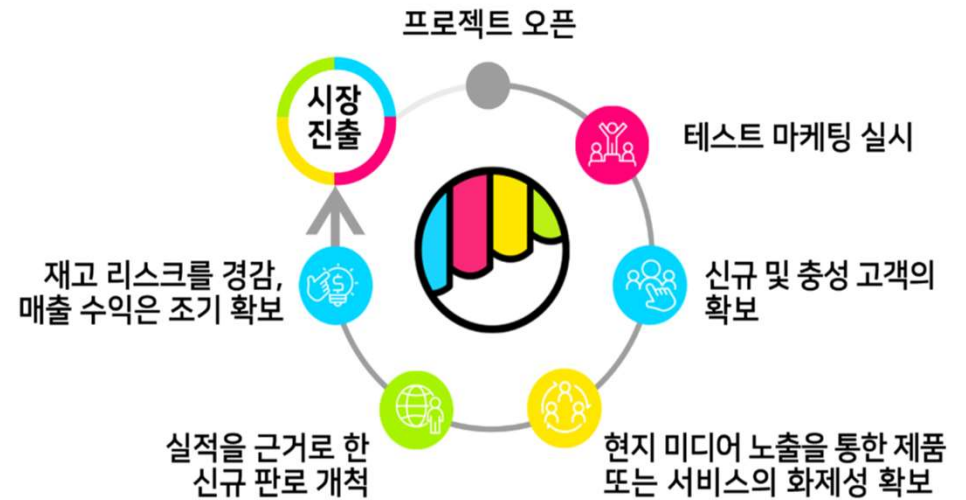 프로젝트 오픈
시장
진출
테스트 마케팅 실시
신규 및 충성 고객의
확보
현지 미디어 노출을 통한 제품
또는 서비스의 화제성 확보
실적을 근거로 한
신규 판로 개척
재고 리스크를 경감,
매출 수익은 조기 확보
$